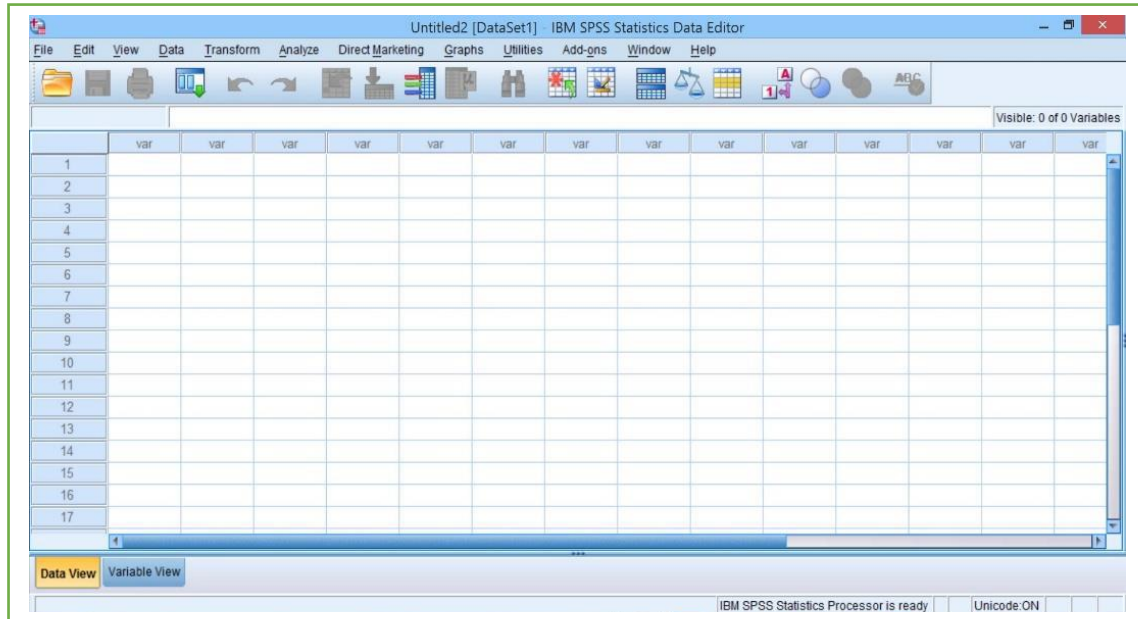 Untitled2 [DataSet1] - IBM SPSS Statistics Data Editor
File Edit View Data Transform Analyze Direct Marketing Graphs Utilities Add-ons Window Help
A
1
μ
ABC
Visible: 0 of 0 Variables
var var var var var var var var var var var var var var
1
2
3
4
5
6
7
8
9
10
11
12
13
14
15
16
17
Data View Variable View
IBM SPSS Statistics Processor is ready Unicode:ON